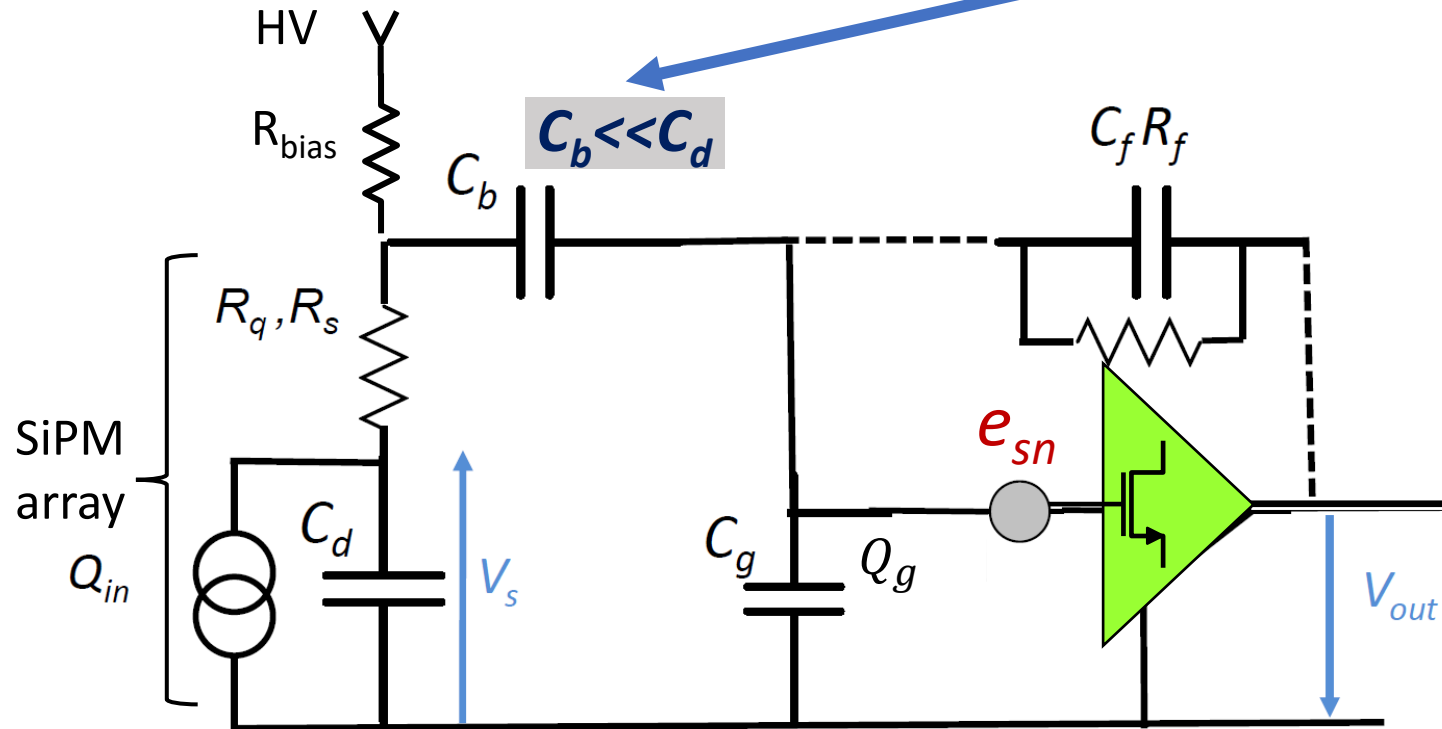 HV
R_bias
C_b<<C_d
C_b
C_f R_f
R_q ,R_s
SiPM
array
e_sn
C_d
Q_in
V_s
C_g
Q_g
V_out